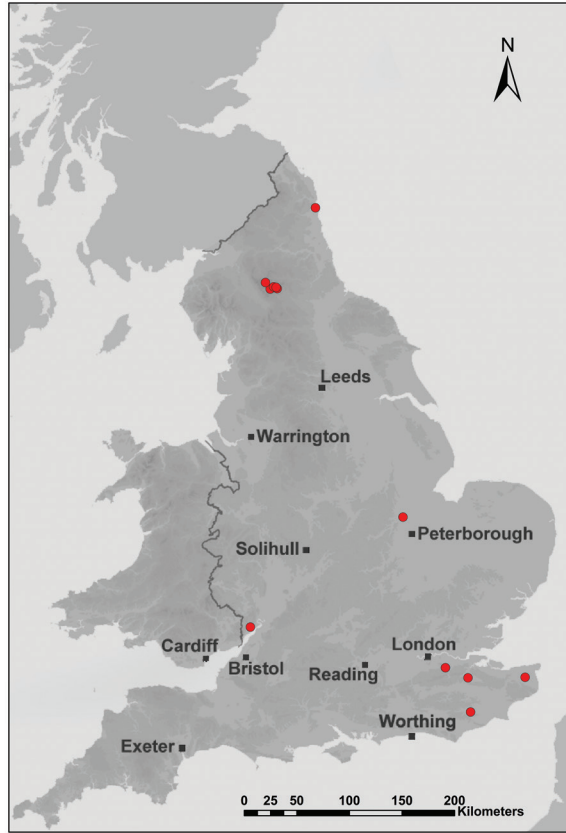 N
Leeds
Warrington
Peterborough
Solihull
London
Cardiff
Bristol
Reading
Worthing
Exeter
0 25 50 100 150 200
Kilometers